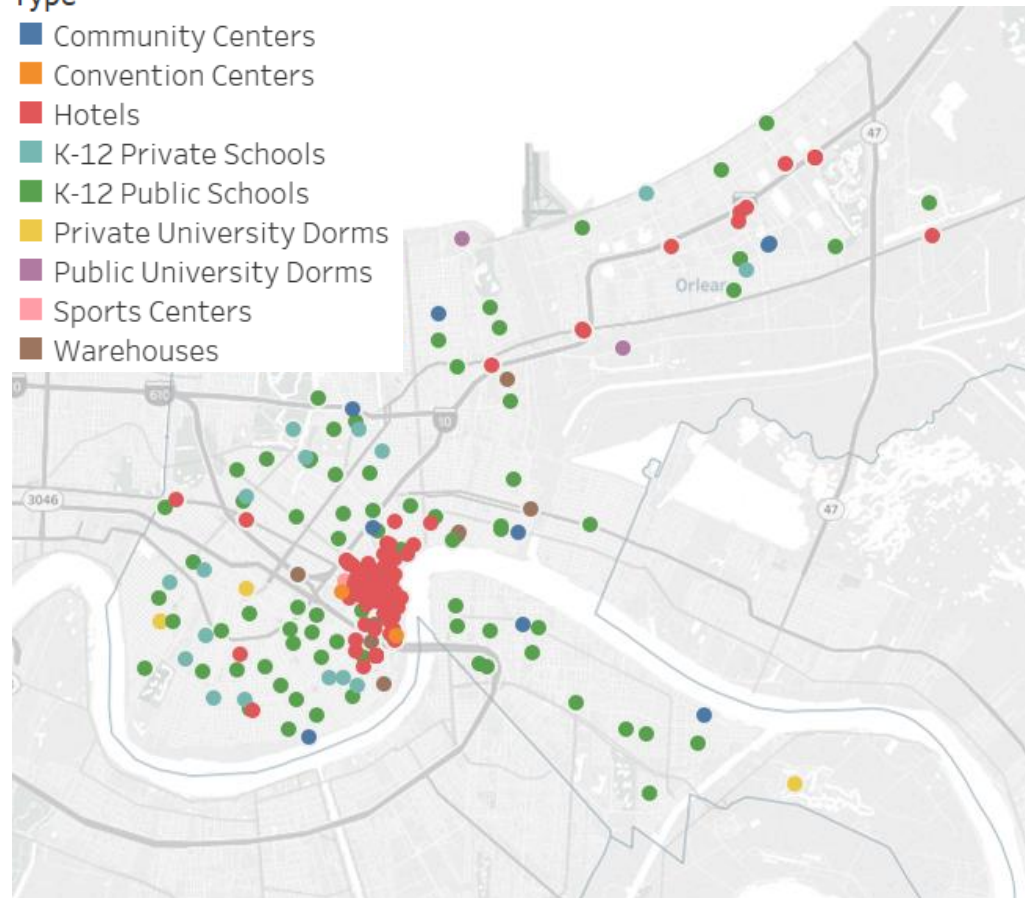 Type
Community Centers
Convention Centers
Hotels
K-12 Private Schools
K-12 Public Schools
Private University Dorms
Public University Dorms
Sports Centers
Warehouses
47
Orlean
610
10
3046
47